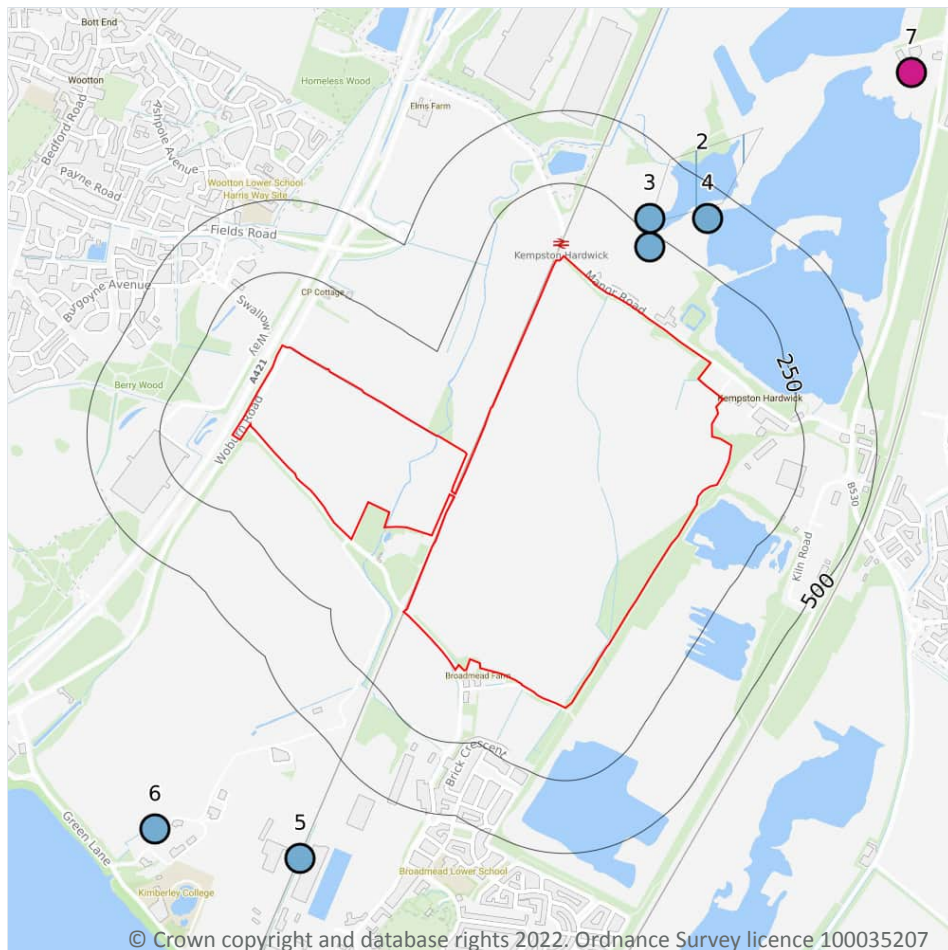 Bott End
7
Wootton
Homeless Wood
Elms Farm
Bedford Road
Ashpole Avenue
2
3
4
Payne Road
Wootton Lower School-
Harris Way Site
Fields Road
Kempston Hardwick
Manor Road
Burgoyne Avenue
CP Cottage
Swallow
Way
250
A421
Berry Wood
Kempston Hardwick
Woburn Road
B530
Kiln Road
500
Broadmead Farm
Brick Crescent
6
5
Green Lane
Broadmead Lower School
Kimberley College
© Crown copyright and database rights 2022. Ordnance Survey licence 100035207